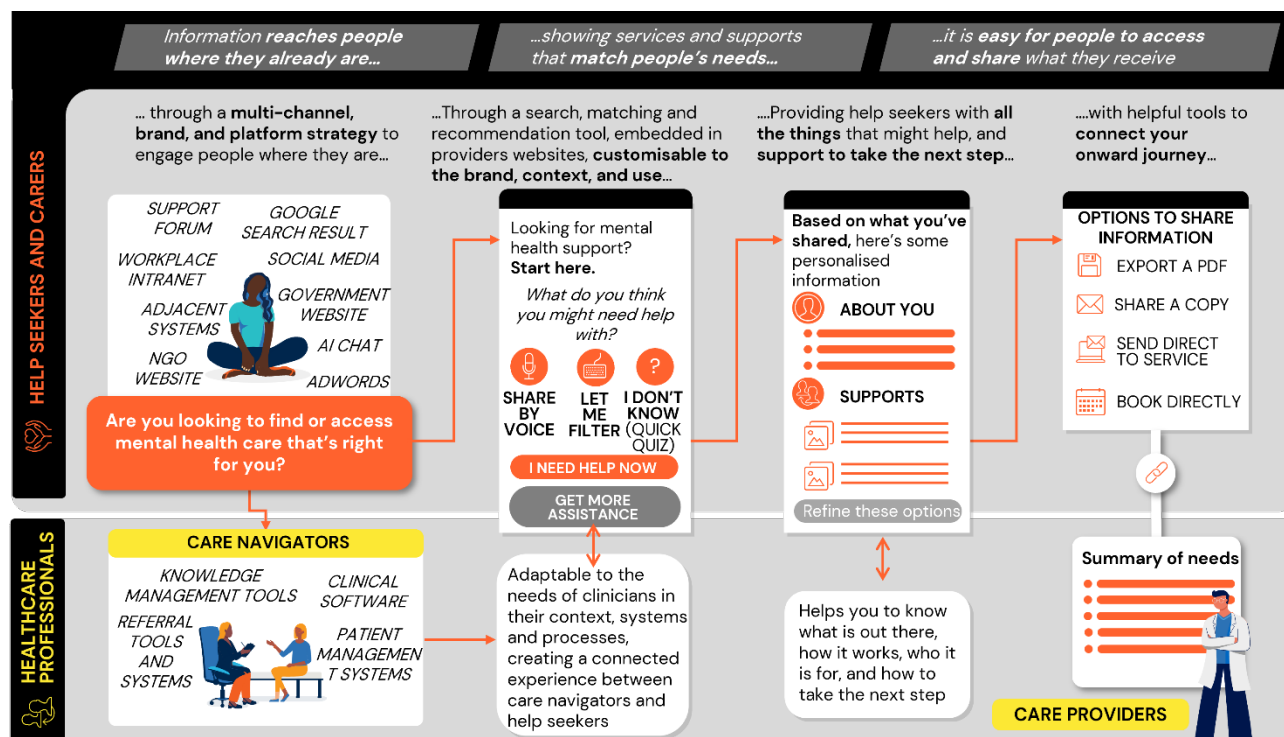 Information reaches people
where they already are...
...showing services and supports
that match people's needs...
...it is easy for people to access
and share what they receive
HELP SEEKERS AND CARERS
... through a multi-channel,
brand, and platform strategy to
engage people where they are...
...Through a search, matching and
recommendation tool, embedded in
providers websites, customisable to
the brand, context, and use...
....Providing help seekers with all
the things that might help, and
support to take the next step...
....with helpful tools to
connect your
onward journey...
SUPPORT
FORUM
GOOGLE
SEARCH RESULT
WORKPLACE
INTRANET
SOCIAL MEDIA
ADJACENT
SYSTEMS
GOVERNMENT
WEBSITE
NGO
WEBSITE
AI CHAT
ADWORDS
Are you looking to find or access
mental health care that's right
for you?
Looking for mental
health support?
Start here.
What do you think
you might need help
with?
?
SHARE
BY
VOICE
LET
ME
FILTER
I DON'T
KNOW
(QUICK
QUIZ)
I NEED HELP NOW
GET MORE
ASSISTANCE
Based on what you've
shared, here's some
personalised
information
ABOUT YOU
SUPPORTS
Refine these options
OPTIONS TO SHARE
INFORMATION
EXPORT A PDF
SHARE A COPY
SEND DIRECT
TO SERVICE
BOOK DIRECTLY
HEALTHCARE
PROFESSIONALS
CARE NAVIGATORS
KNOWLEDGE
MANAGEMENT TOOLS
CLINICAL
SOFTWARE
REFERRAL
TOOLS
AND
SYSTEMS
PATIENT
MANAGEMEN
T SYSTEMS
Adaptable to the
needs of clinicians in
their context, systems
and processes,
creating a connected
experience between
care navigators and
help seekers
Helps you to know
what is out there,
how it works, who it
is for, and how to
take the next step
Summary of needs
CARE PROVIDERS